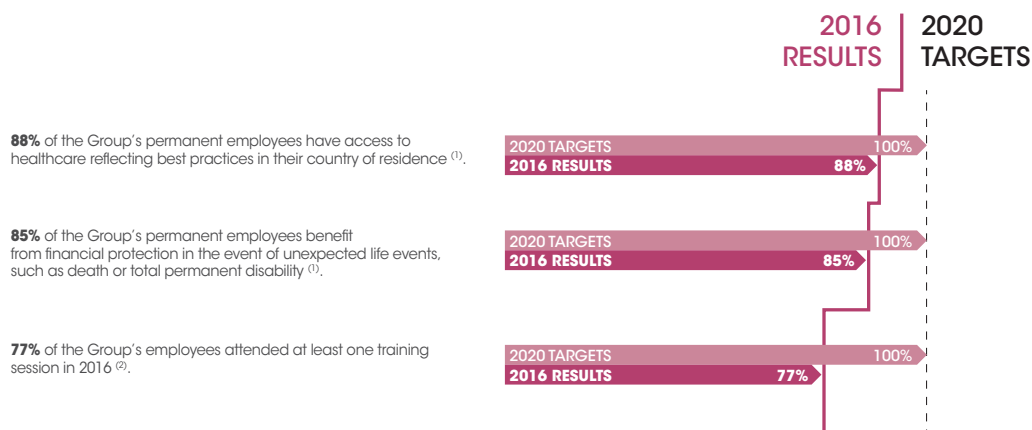 2016
RESULTS
2020
TARGETS
88% of the Group's permanent employees have access to
healthcare reflecting best practices in their country of residence (1).
2020 TARGETS 100%
2016 RESULTS 88%
85% of the Group's permanent employees benefit
from financial protection in the event of unexpected life events,
such as death or total permanent disability (1).
2020 TARGETS 100%
2016 RESULTS 85%
77% of the Group's employees attended at least one training
session in 2016 (2).
2020 TARGETS 100%
2016 RESULTS 77%